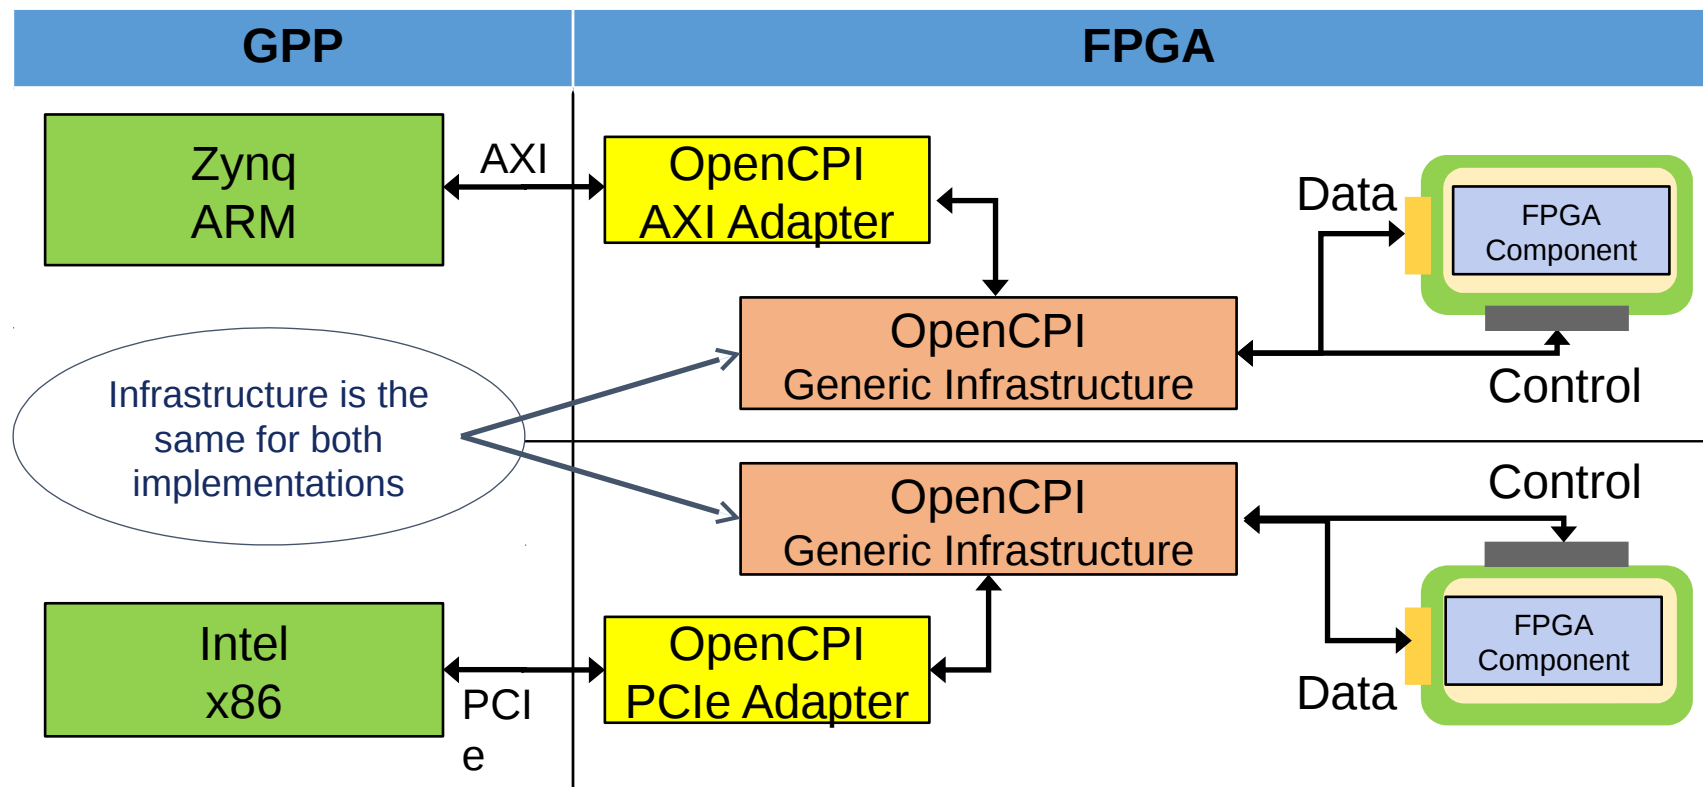 GPP
FPGA
Zynq
ARM
AXI
OpenCPI
AXI Adapter
Data
FPGA
Component
OpenCPI
Generic Infrastructure
Control
Infrastructure is the
same for both
implementations
OpenCPI
Generic Infrastructure
Control
Intel
x86
PCI
e
OpenCPI
PCIe Adapter
FPGA
Component
Data